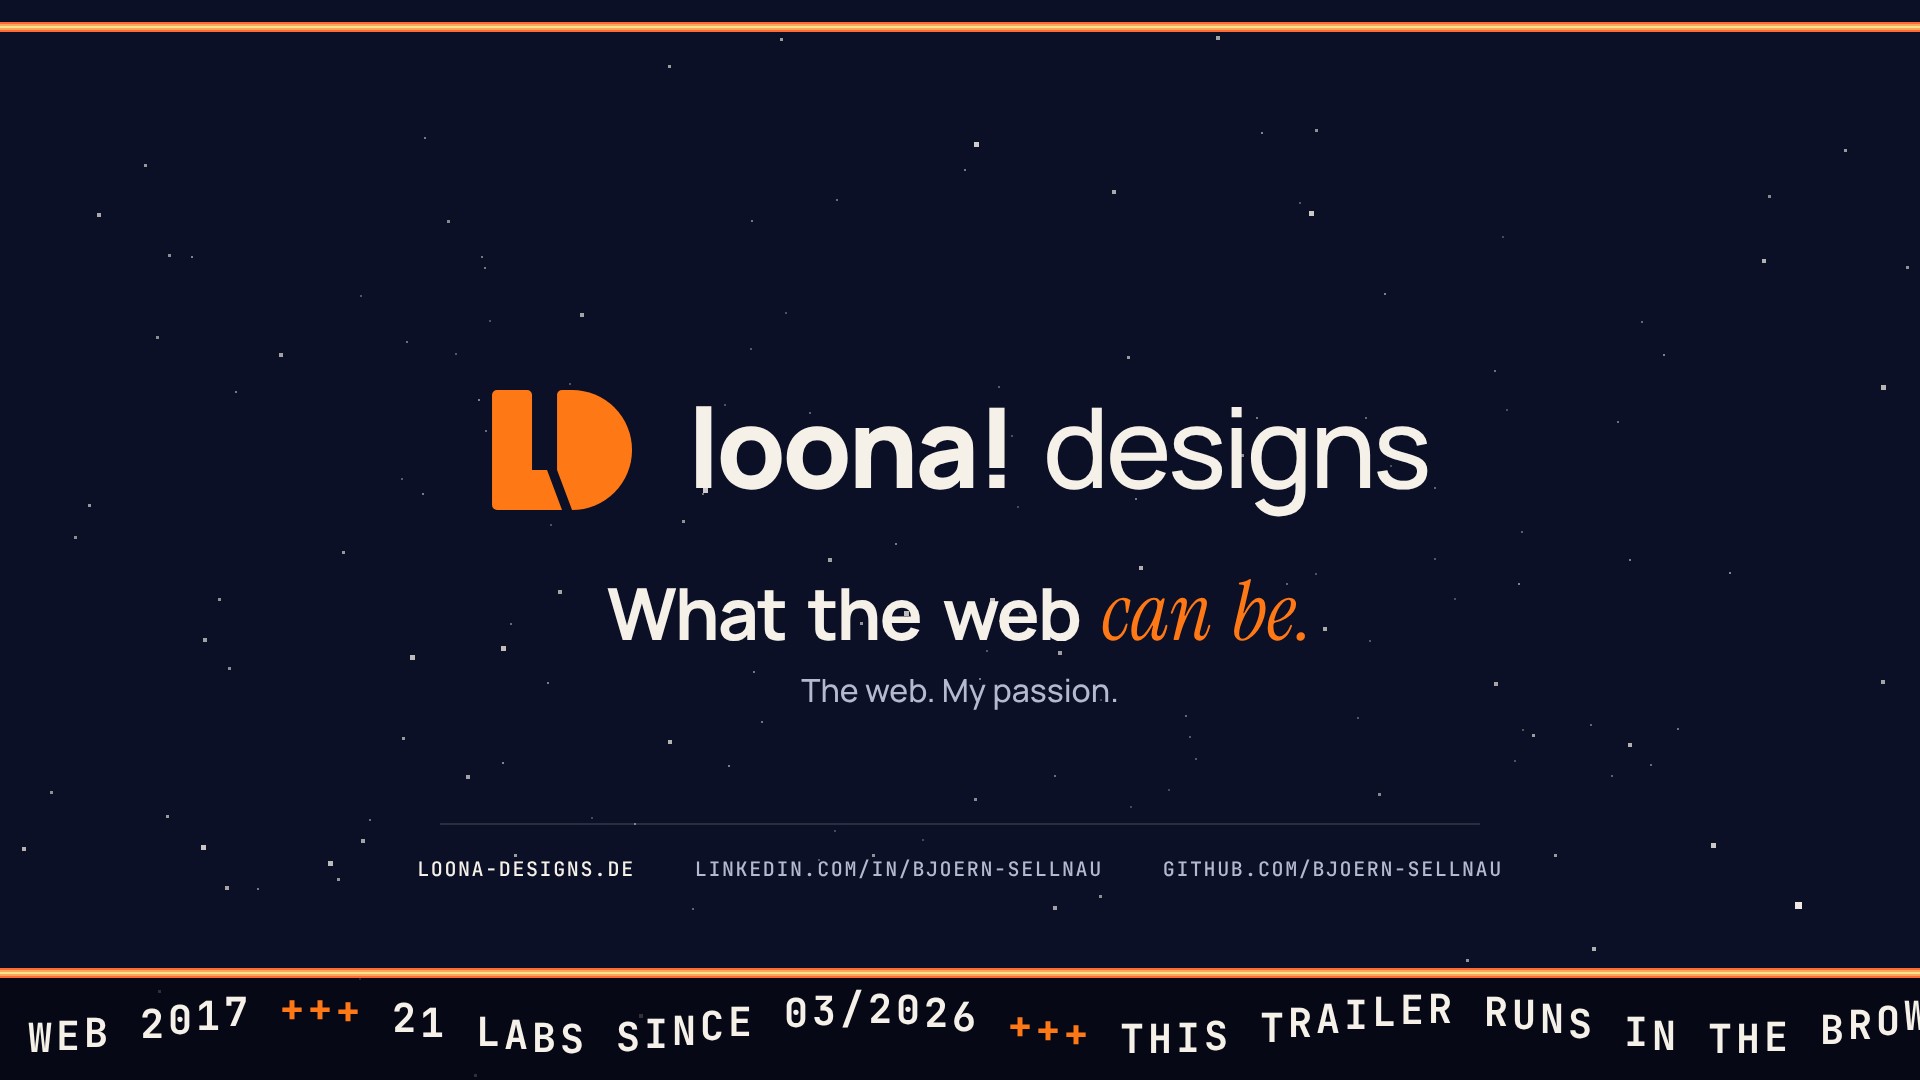 LD
loona! designs
What the web can be.
The web. My passion.
LOONA-DESIGNS.DE LINKEDIN.COM/IN/BJOERN-SELLNAU GITHUB.COM/BJOERN-SELLNAU
WEB 2017 +++ 21 LABS SINCE 03/2026 +++ THIS TRAILER RUNS IN THE